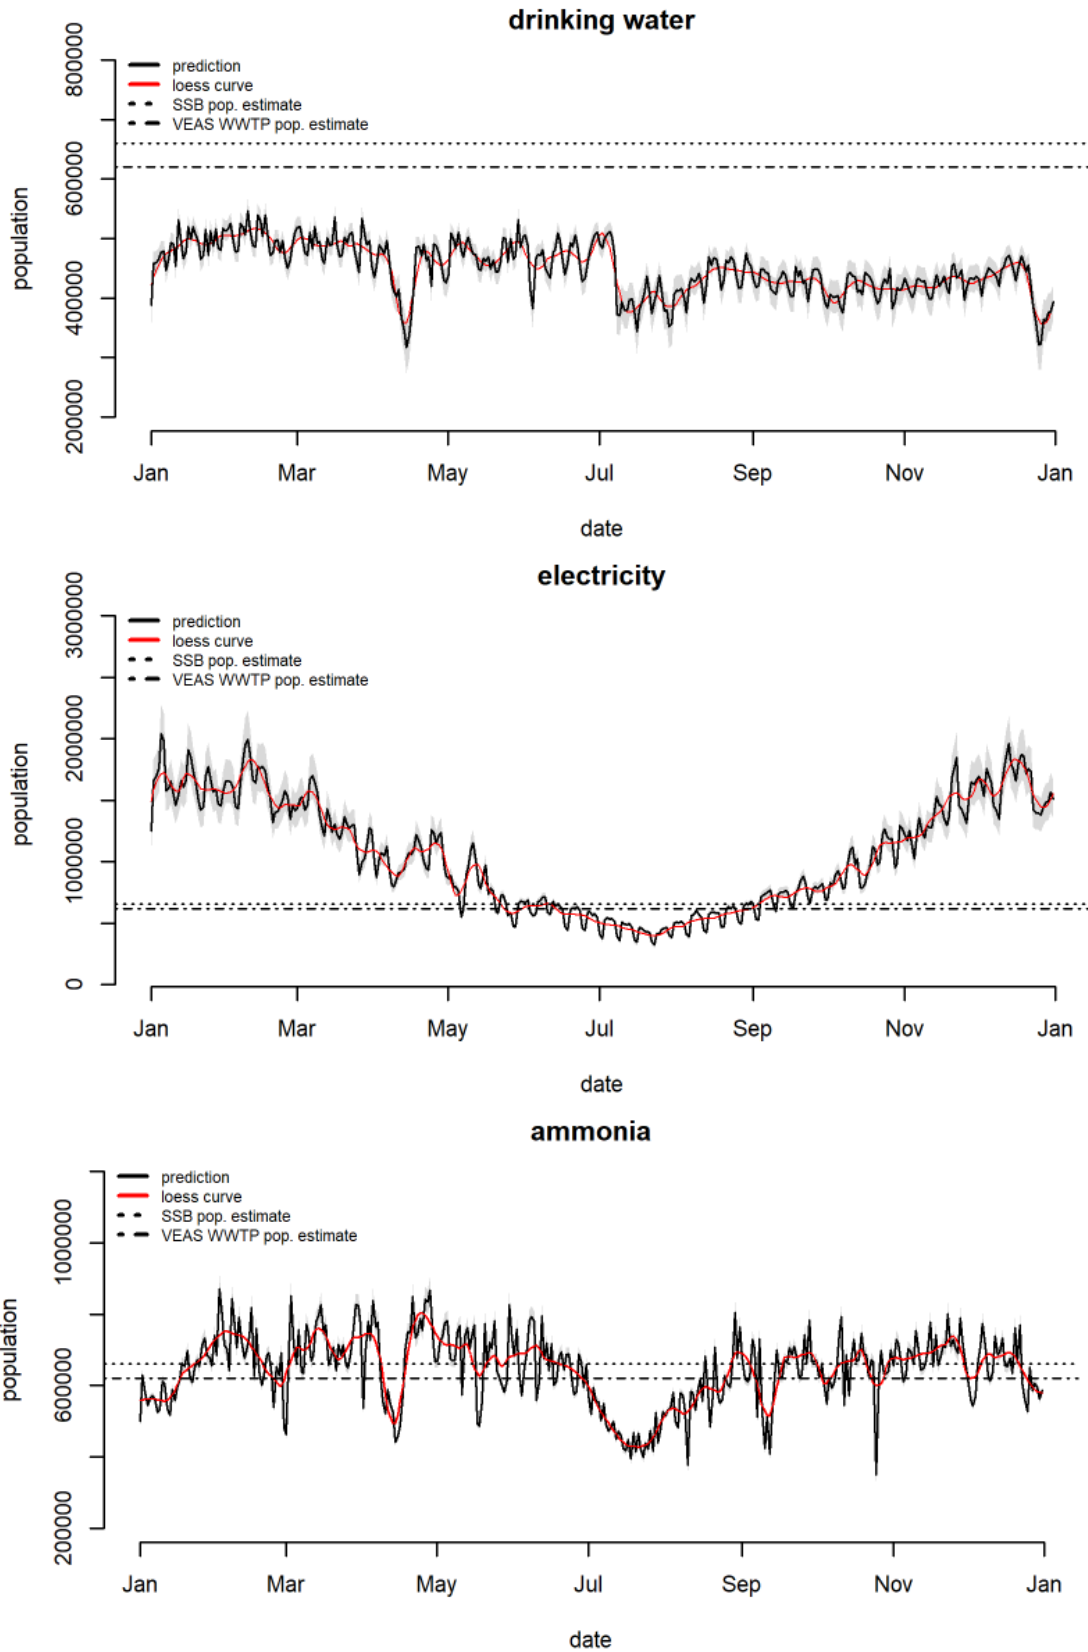 drinking water
prediction
loess curve
SSB pop. estimate
VEAS WWTP pop. estimate
population
200000 400000 600000 800000
Jan Mar May Jul Sep Nov Jan
date
electricity
prediction
loess curve
SSB pop. estimate
VEAS WWTP pop. estimate
population
0 1000000 2000000 3000000
Jan Mar May Jul Sep Nov Jan
date
ammonia
prediction
loess curve
SSB pop. estimate
VEAS WWTP pop. estimate
population
200000 600000 1000000
Jan Mar May Jul Sep Nov Jan
date